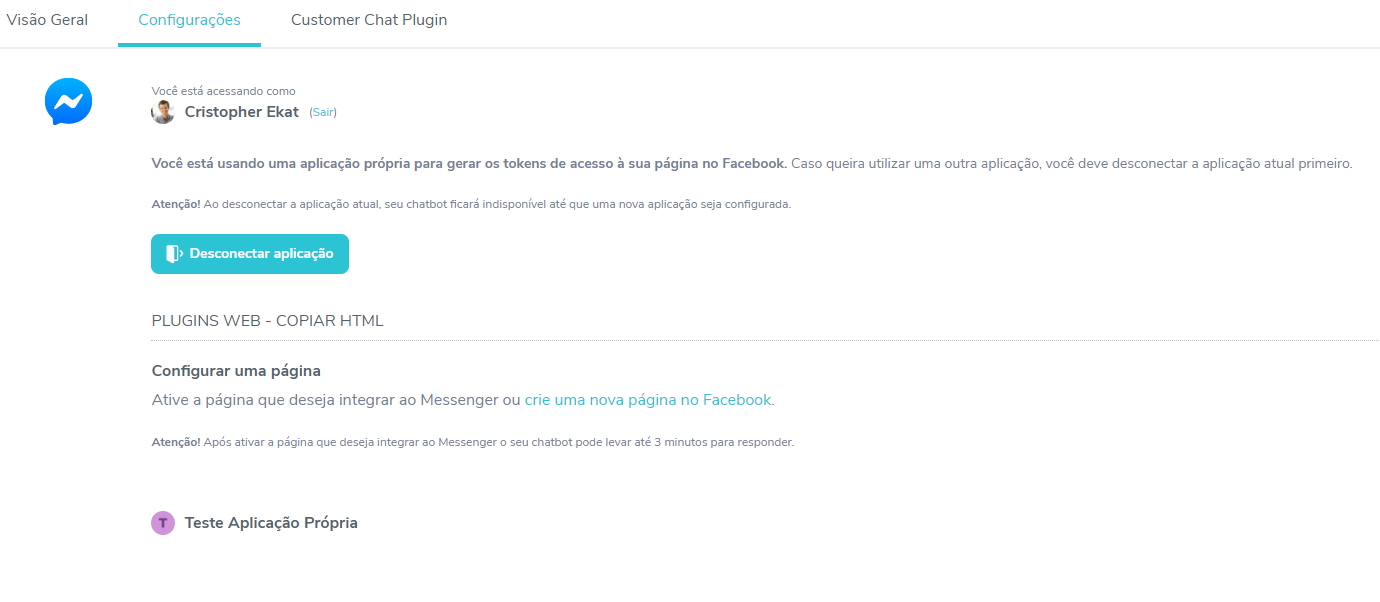 Visão Geral Configurações Customer Chat Plugin
Você está acessando como
Cristopher Ekat (Sair)
Você está usando uma aplicação própria para gerar os tokens de acesso à sua página no Facebook. Caso queira utilizar uma outra aplicação, você deve desconectar a aplicação atual primeiro.
Atenção! Ao desconectar a aplicação atual, seu chatbot ficará indisponível até que uma nova aplicação seja configurada.
Desconectar aplicação
PLUGINS WEB - COPIAR HTML
Configurar uma página
Ative a página que deseja integrar ao Messenger ou crie uma nova página no Facebook.
Atenção! Após ativar a página que deseja integrar ao Messenger o seu chatbot pode levar até 3 minutos para responder.
T Teste Aplicação Própria